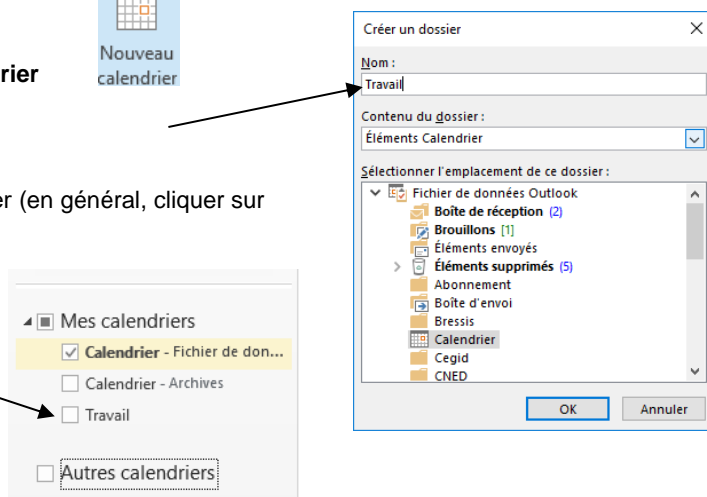 Nouveau
calendrier
rier
er (en général, cliquer sur
Créer un dossier
Nom :
Travail
Contenu du dossier :
Éléments Calendrier
Sélectionner l'emplacement de ce dossier :
Fichier de données Outlook
Boîte de réception (2)
Brouillons [1]
Éléments envoyés
Éléments supprimés (5)
Abonnement
Boîte d'envoi
Bressis
Calendrier
Cegid
CNED
OK Annuler
Mes calendriers
Calendrier - Fichier de don...
Calendrier - Archives
Travail
Autres calendriers